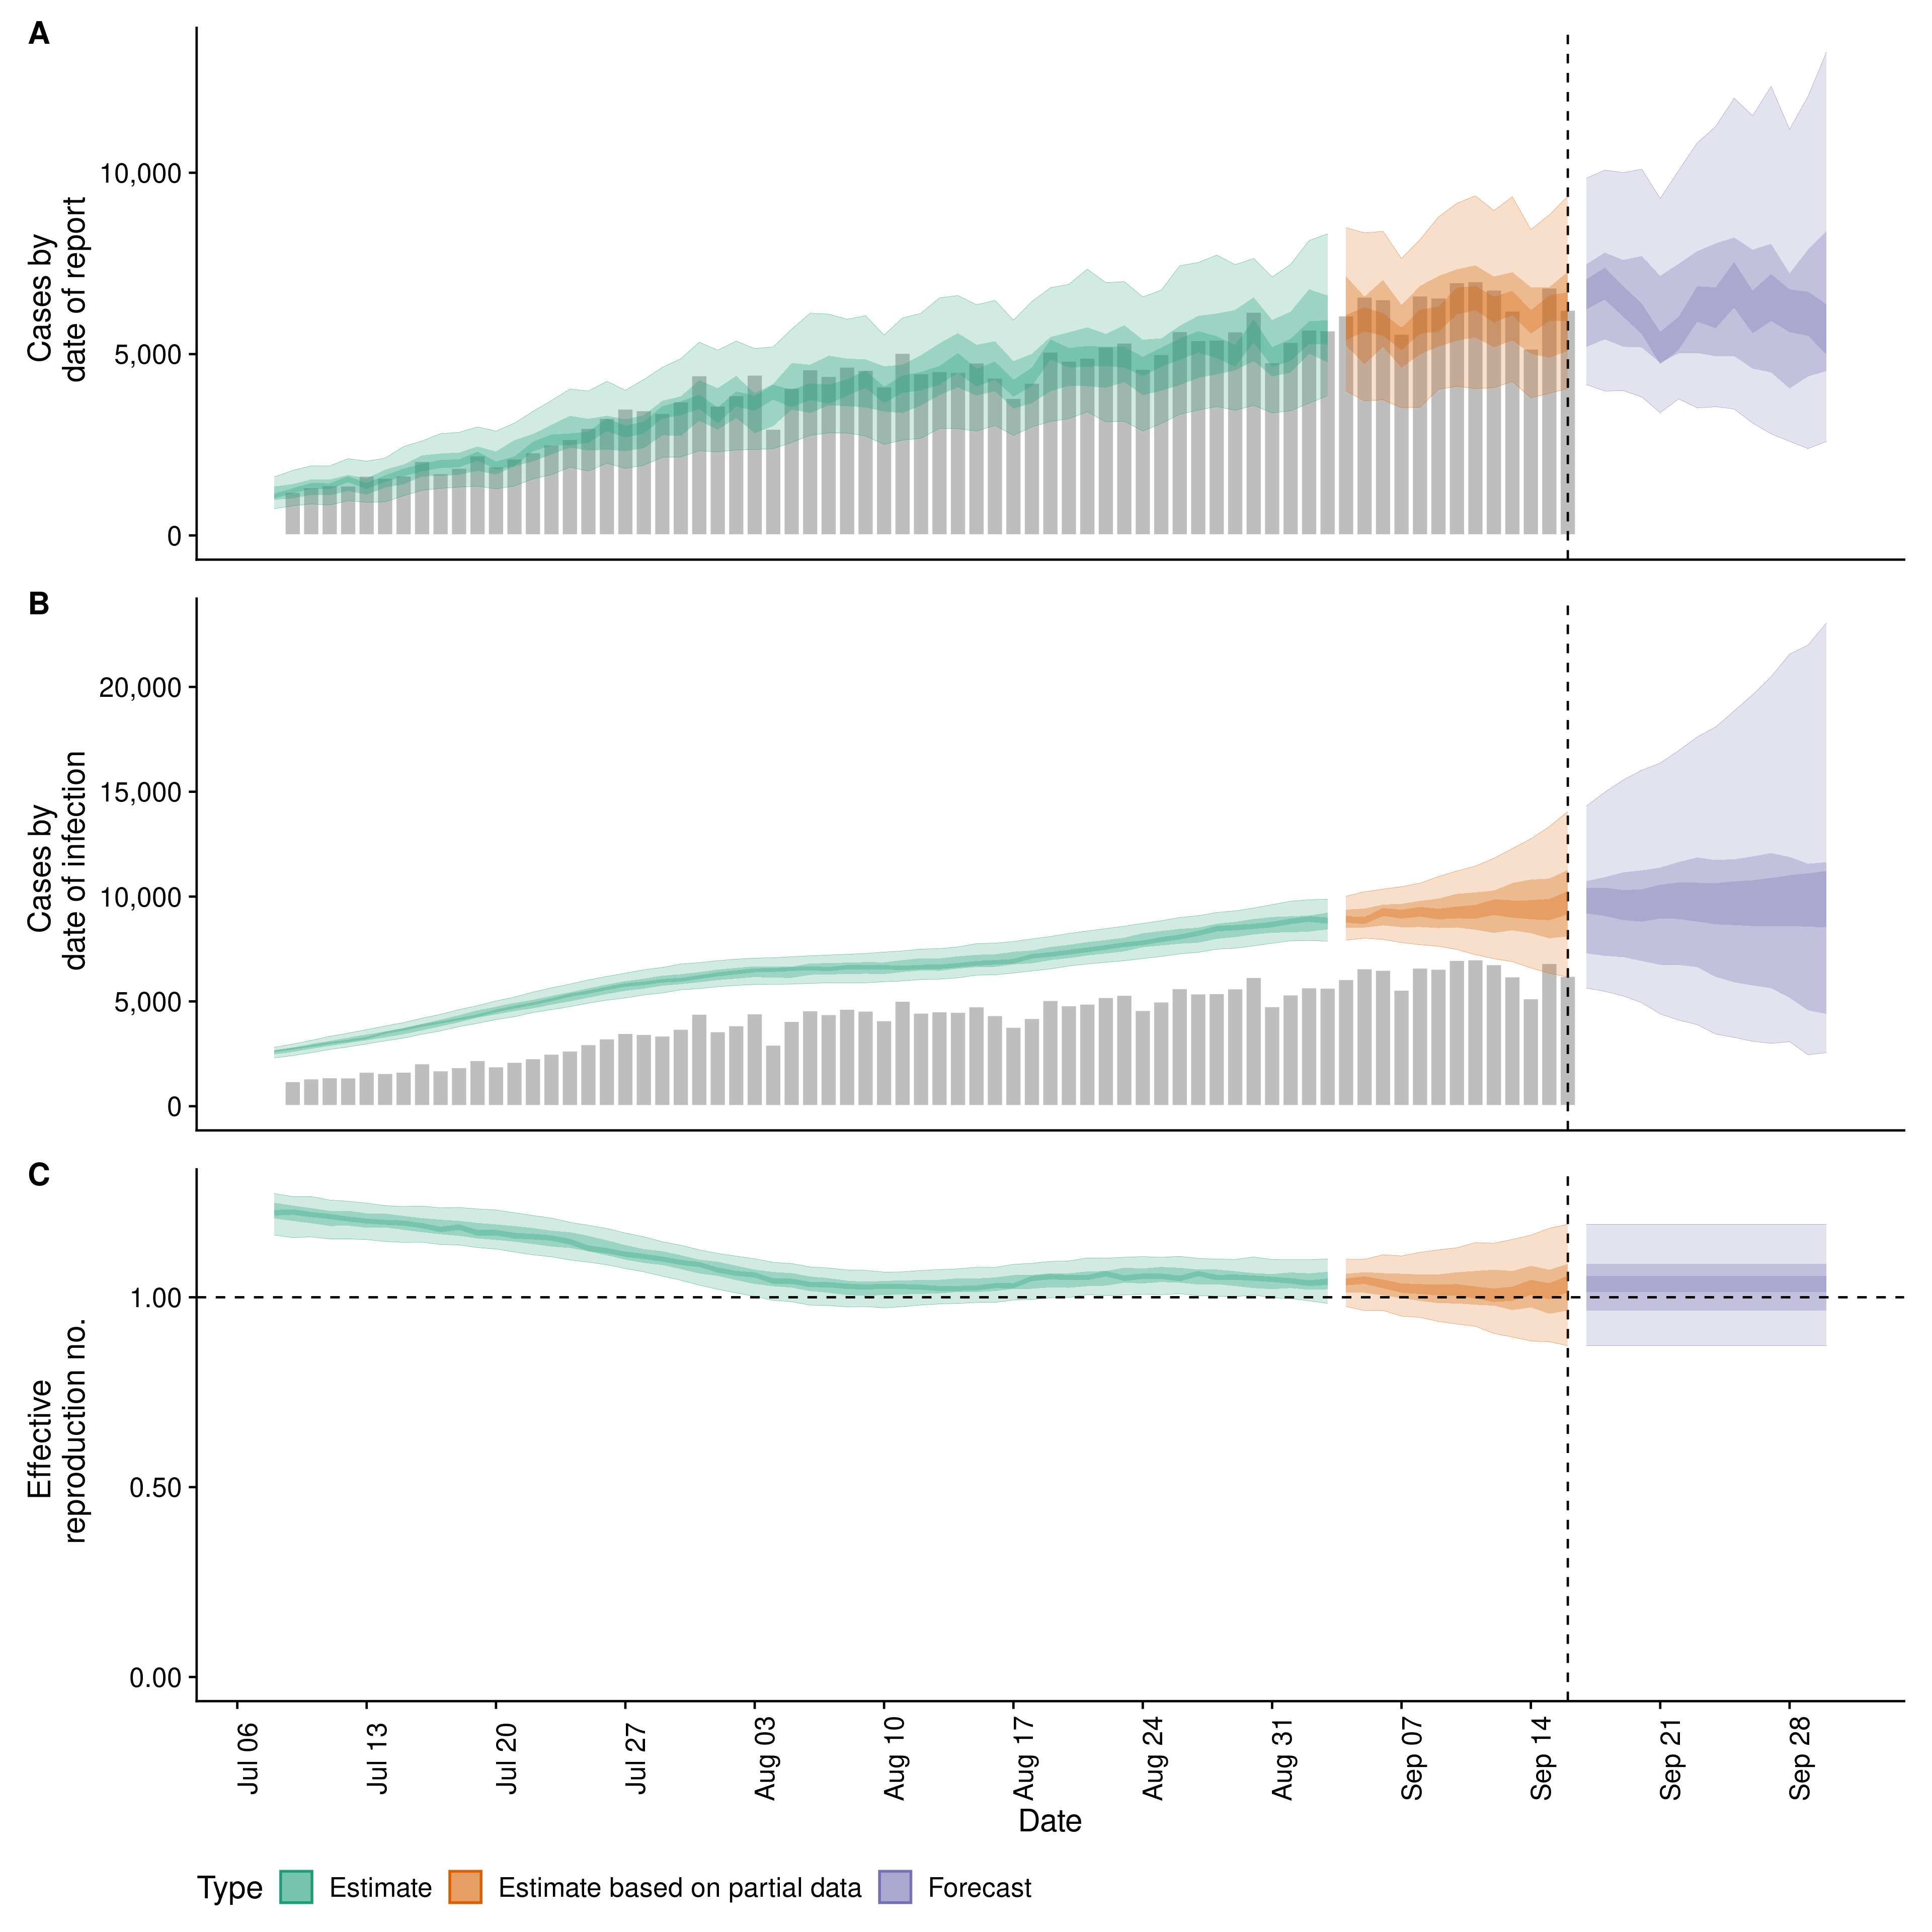 A
Cases by
date of report
10,000
5,000
0
B
Cases by
date of infection
20,000
15,000
10,000
5,000
0
C
Effective
reproduction no.
1.00
0.50
0.00
Jul 06
Jul 13
Jul 20
Jul 27
Aug 03
Aug 10
Aug 17
Aug 24
Aug 31
Sep 07
Sep 14
Sep 21
Sep 28
Date
Type Estimate Estimate based on partial data Forecast